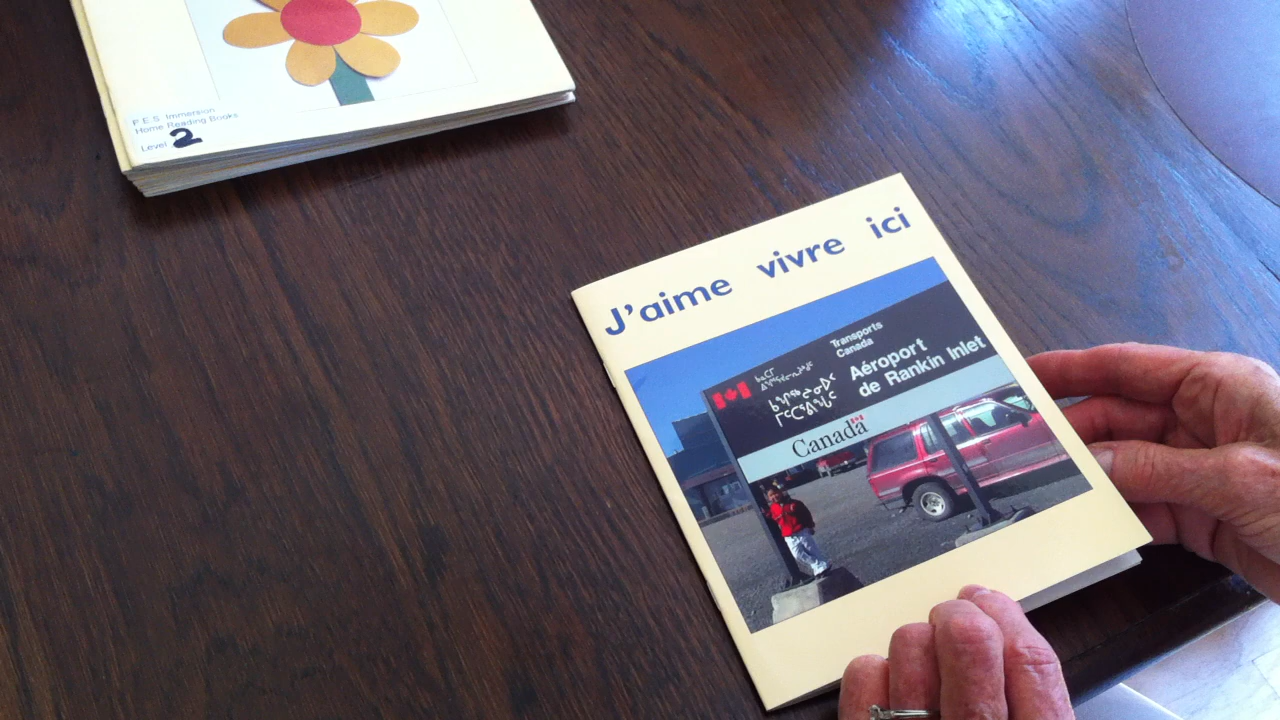 P.E.S. Immersion
Home Reading Books
Level 2
J'aime vivre ici
Transports
Canada
Aéroport
de Rankin Inlet
Canada